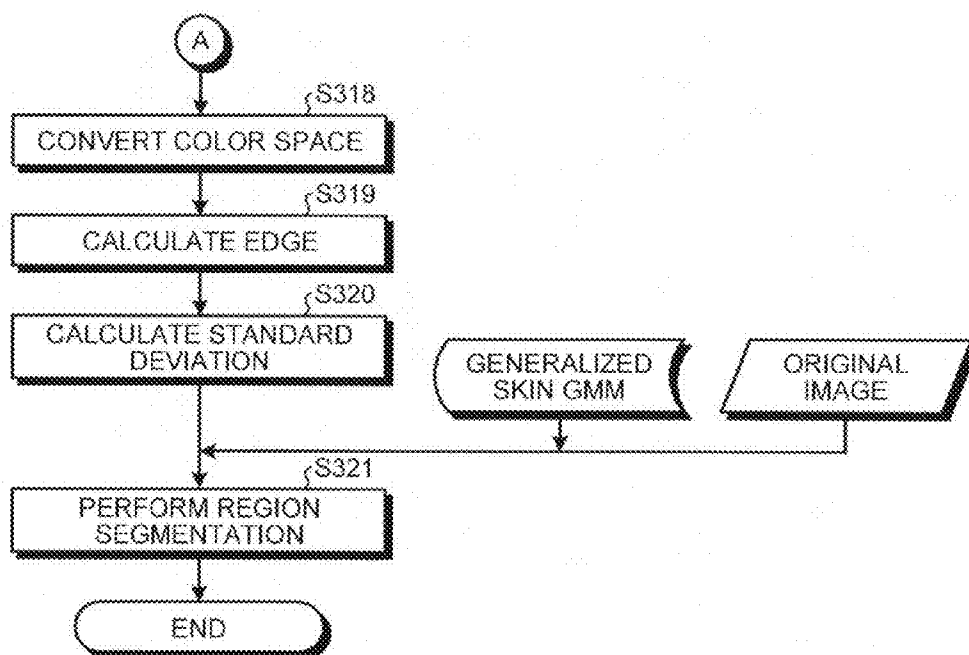 A
S318
CONVERT COLOR SPACE
S319
CALCULATE EDGE
S320
CALCULATE STANDARD
DEVIATION
GENERALIZED
SKIN GMM
ORIGINAL
IMAGE
S321
PERFORM REGION
SEGMENTATION
END